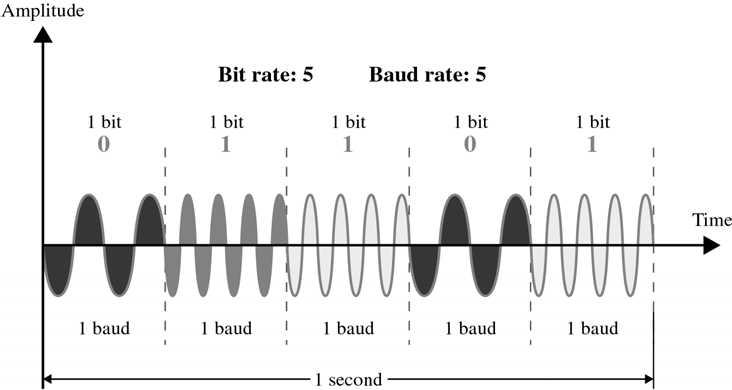 Amplitude
Bit rate: 5 Baud rate: 5
1 bit 1 bit 1 bit 1 bit 1 bit
0 1 1 0 1
Time
1 baud 1 baud 1 baud 1 baud 1 baud
1 second